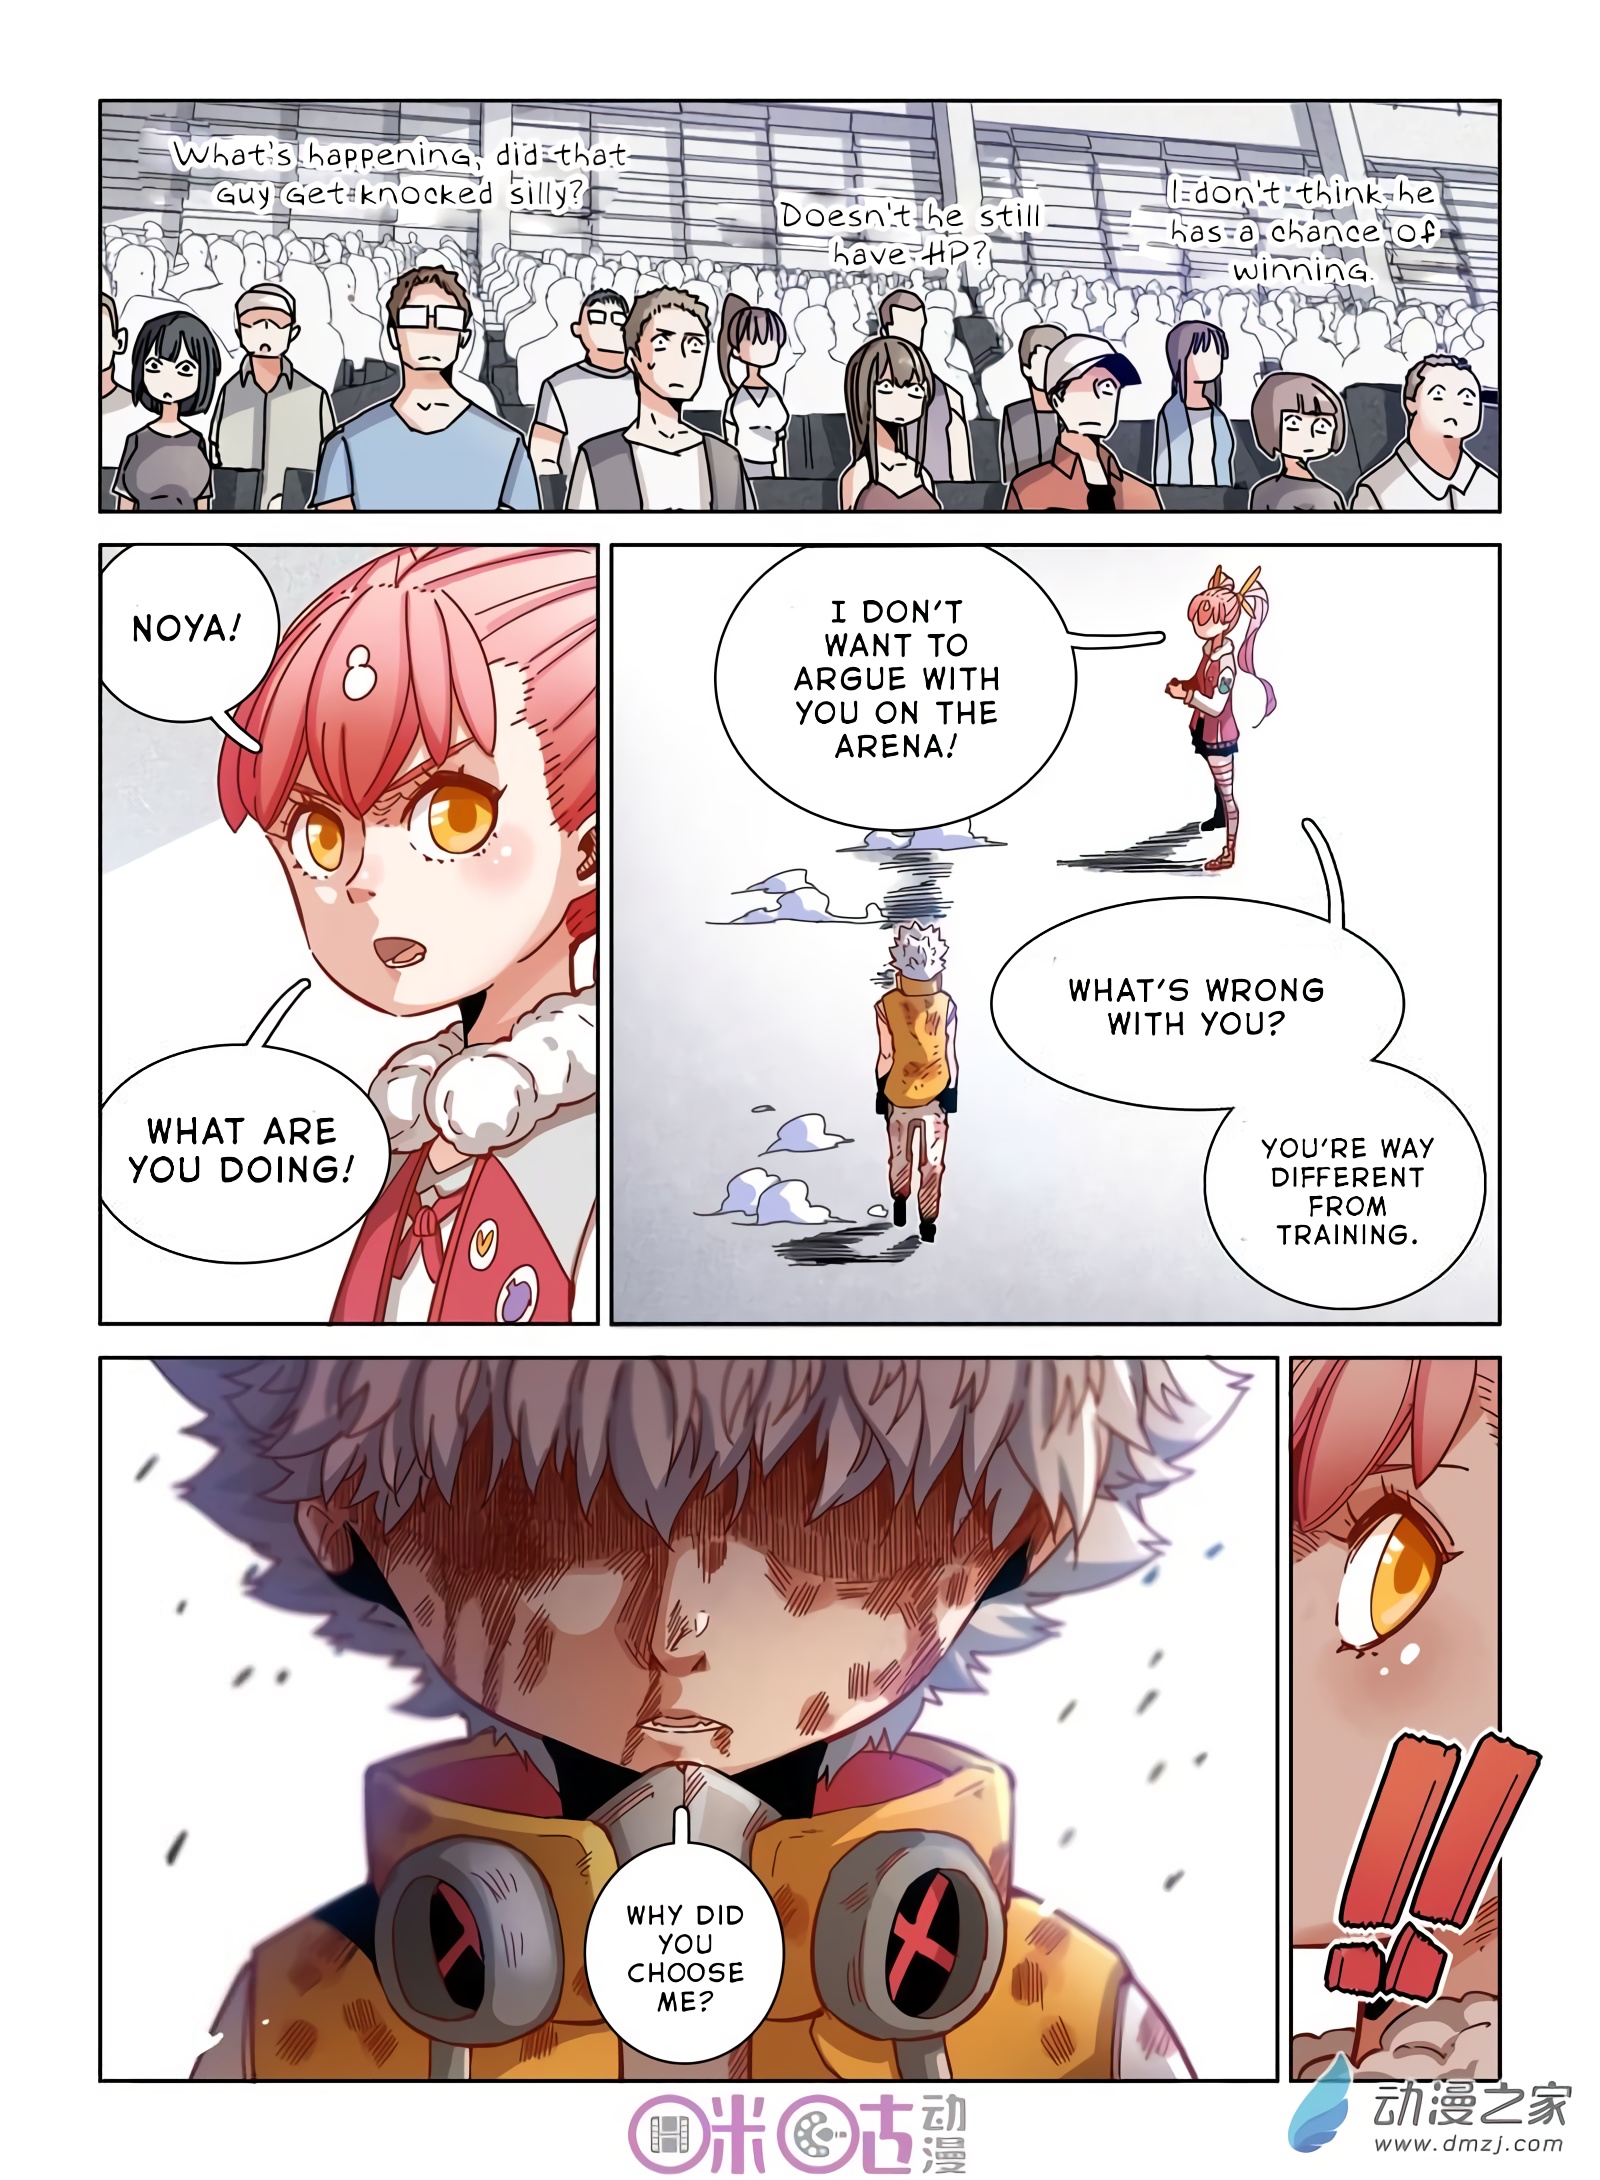 What's happening, did that
guy get knocked silly?
Doesn't he still
have HP?
I don't think he
has a chance of
winning.
NOYA!
WHAT ARE
YOU DOING!
I DON'T
WANT TO
ARGUE WITH
YOU ON THE
ARENA!
WHAT'S WRONG
WITH YOU?
YOU'RE WAY
DIFFERENT
FROM
TRAINING.
WHY DID
YOU
CHOOSE
ME?
!!
咪咕动漫
动漫之家
www.dmzj.com